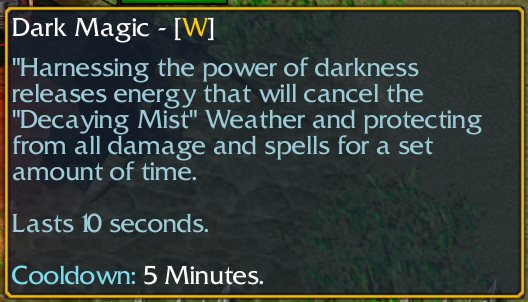 Dark Magic - [W]
"Harnessing the power of darkness
releases energy that will cancel the
"Decaying Mist" Weather and protecting
from all damage and spells for a set
amount of time.
Lasts 10 seconds.
Cooldown: 5 Minutes.